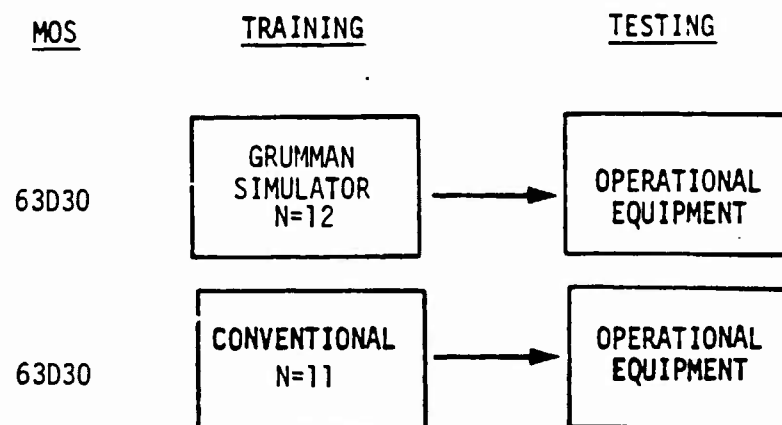 MOS TRAINING TESTING
63D30
GRUMMAN
SIMULATOR
N=12
OPERATIONAL
EQUIPMENT
63D30
CONVENTIONAL
N=11
OPERATIONAL
EQUIPMENT